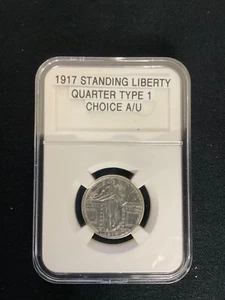 1917 STANDING LIBERTY
QUARTER TYPE 1
CHOICE A/U